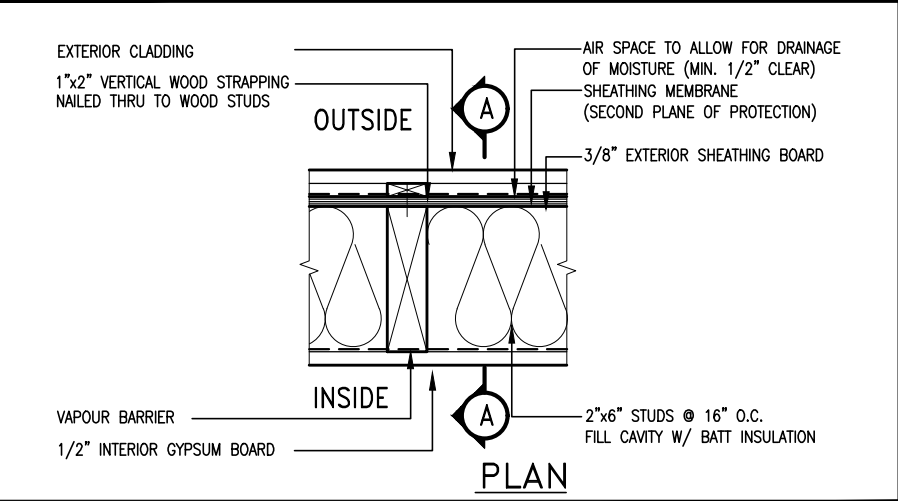 EXTERIOR CLADDING
1"x2" VERTICAL WOOD STRAPPING
NAILED THRU TO WOOD STUDS
OUTSIDE
A
AIR SPACE TO ALLOW FOR DRAINAGE
OF MOISTURE (MIN. 1/2" CLEAR)
SHEATHING MEMBRANE
(SECOND PLANE OF PROTECTION)
3/8" EXTERIOR SHEATHING BOARD
INSIDE
VAPOUR BARRIER
1/2" INTERIOR GYPSUM BOARD
A
2"x6" STUDS @ 16" O.C.
FILL CAVITY W/ BATT INSULATION
PLAN